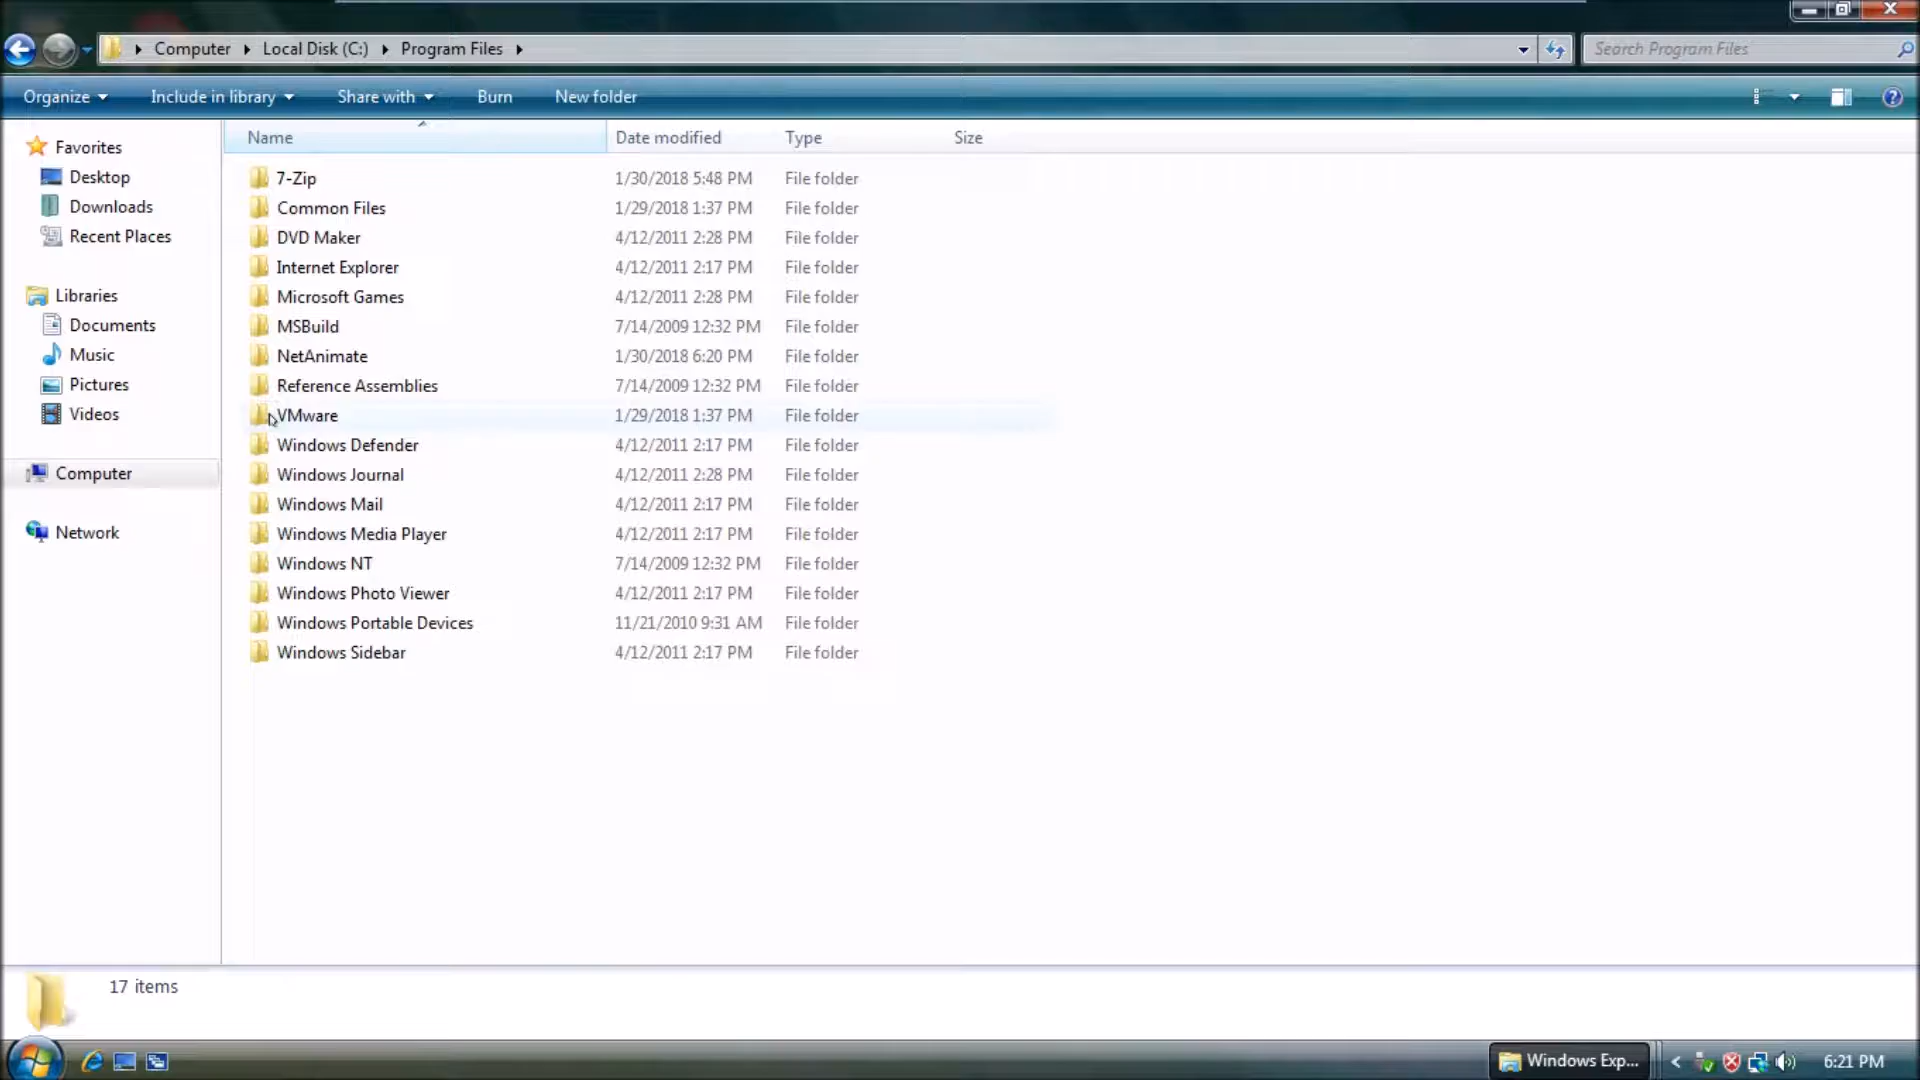 Computer Local Disk (C:) Program Files Search Program Files
Organize Include in library Share with Burn New folder
Name Date modified Type Size
Favorites
Desktop
Downloads
Recent Places
Libraries
Documents
Music
Pictures
Videos
Computer
Network
7-Zip 1/30/2018 5:48 PM File folder
Common Files 1/29/2018 1:37 PM File folder
DVD Maker 4/12/2011 2:28 PM File folder
Internet Explorer 4/12/2011 2:17 PM File folder
Microsoft Games 4/12/2011 2:28 PM File folder
MSBuild 7/14/2009 12:32 PM File folder
NetAnimate 1/30/2018 6:20 PM File folder
Reference Assemblies 7/14/2009 12:32 PM File folder
VMware 1/29/2018 1:37 PM File folder
Windows Defender 4/12/2011 2:17 PM File folder
Windows Journal 4/12/2011 2:28 PM File folder
Windows Mail 4/12/2011 2:17 PM File folder
Windows Media Player 4/12/2011 2:17 PM File folder
Windows NT 7/14/2009 12:32 PM File folder
Windows Photo Viewer 4/12/2011 2:17 PM File folder
Windows Portable Devices 11/21/2010 9:31 AM File folder
Windows Sidebar 4/12/2011 2:17 PM File folder
17 items
Windows Exp... 6:21 PM